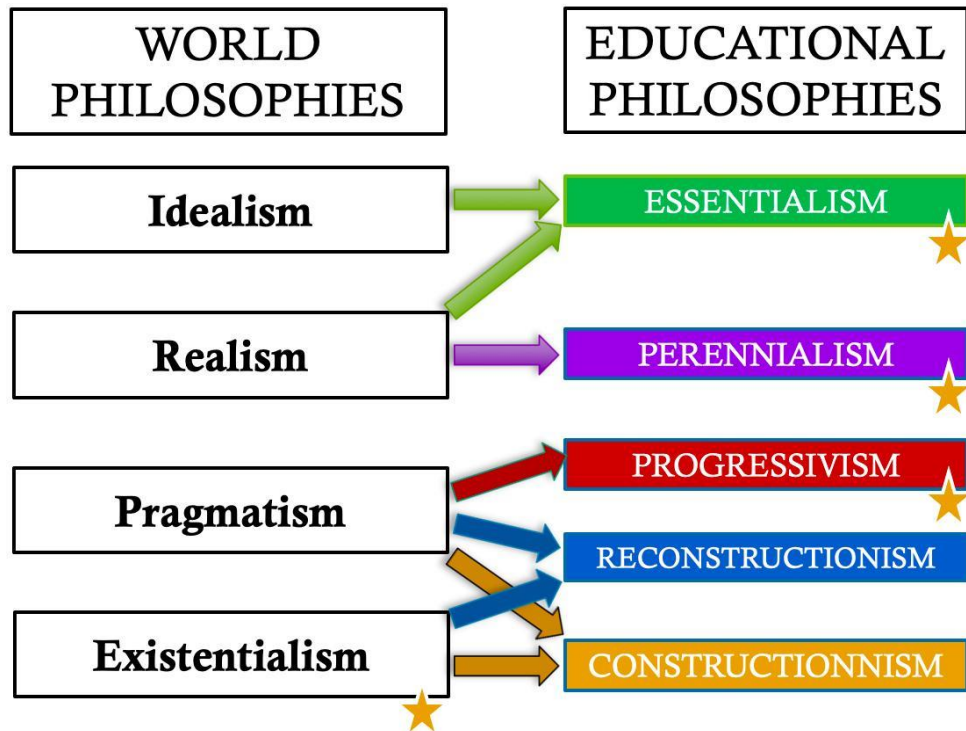 WORLD
PHILOSOPHIES
EDUCATIONAL
PHILOSOPHIES
Idealism
ESSENTIALISM
Realism
PERENNIALISM
PROGRESSIVISM
Pragmatism
RECONSTRUCTIONISM
Existentialism
CONSTRUCTIONNISM